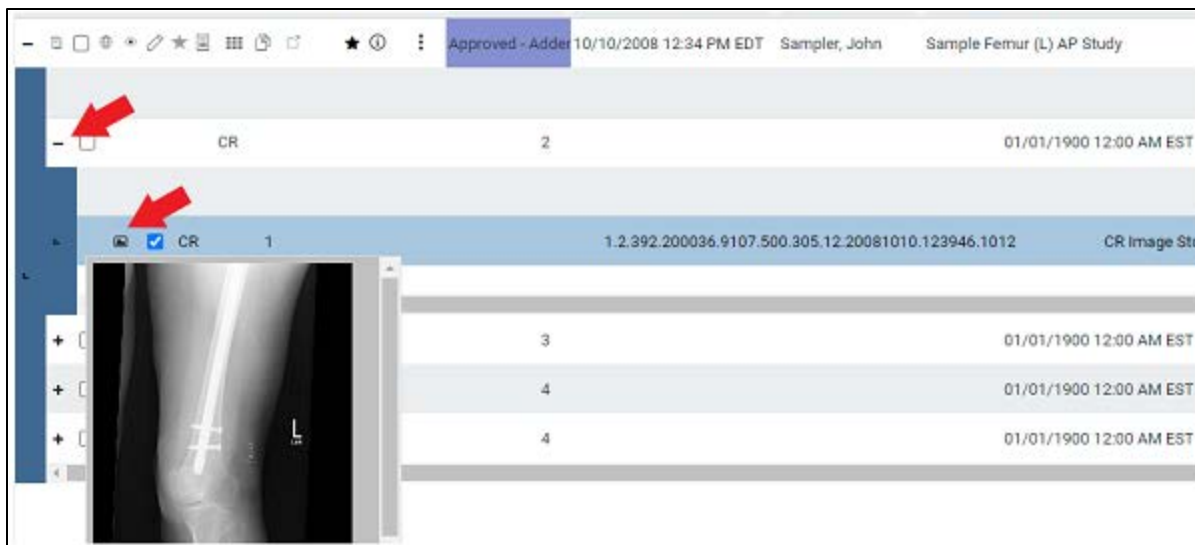 Approved - Adder 10/10/2008 12:34 PM EDT Sampler, John Sample Femur (L) AP Study
CR 2 01/01/1900 12:00 AM EST
CR 1 1.2.392.200036.9107.500.305.12.20081010.123946.1012 CR Image Sto
L
3 01/01/1900 12:00 AM EST
4 01/01/1900 12:00 AM EST
4 01/01/1900 12:00 AM EST